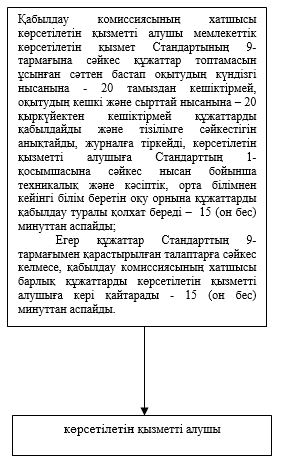 Қабылдау комиссиясының хатшысы
көрсетілетін қызметті алушы мемлекеттік
көрсетілетін қызмет Стандартының 9-
тармағына сәйкес құжаттар топтамасын
ұсынған сәттен бастап оқытудың күндізгі
нысанына - 20 тамыздан кешіктірмей,
оқытудың кешкі және сырттай нысанына – 20
қыркүйектен кешіктірмей құжаттарды
қабылдайды және тізілімге сәйкестігін
анықтайды, журналға тіркейді, көрсетілетін
қызметті алушыға Стандарттың 1-
қосымшасына сәйкес нысан бойынша
техникалық және кәсіптік, орта білімнен
кейінгі білім беретін оқу орнына құжаттарды
қабылдау туралы қолхат береді – 15 (он бес)
минуттан аспайды;
Егер құжаттар Стандарттың 9-
тармағымен қарастырылған талаптарға сәйкес
келмесе, қабылдау комиссиясының хатшысы
барлық құжаттарды көрсетілетін қызметті
алушыға кері қайтарады - 15 (он бес)
минуттан аспайды.
көрсетілетін қызметті алушы